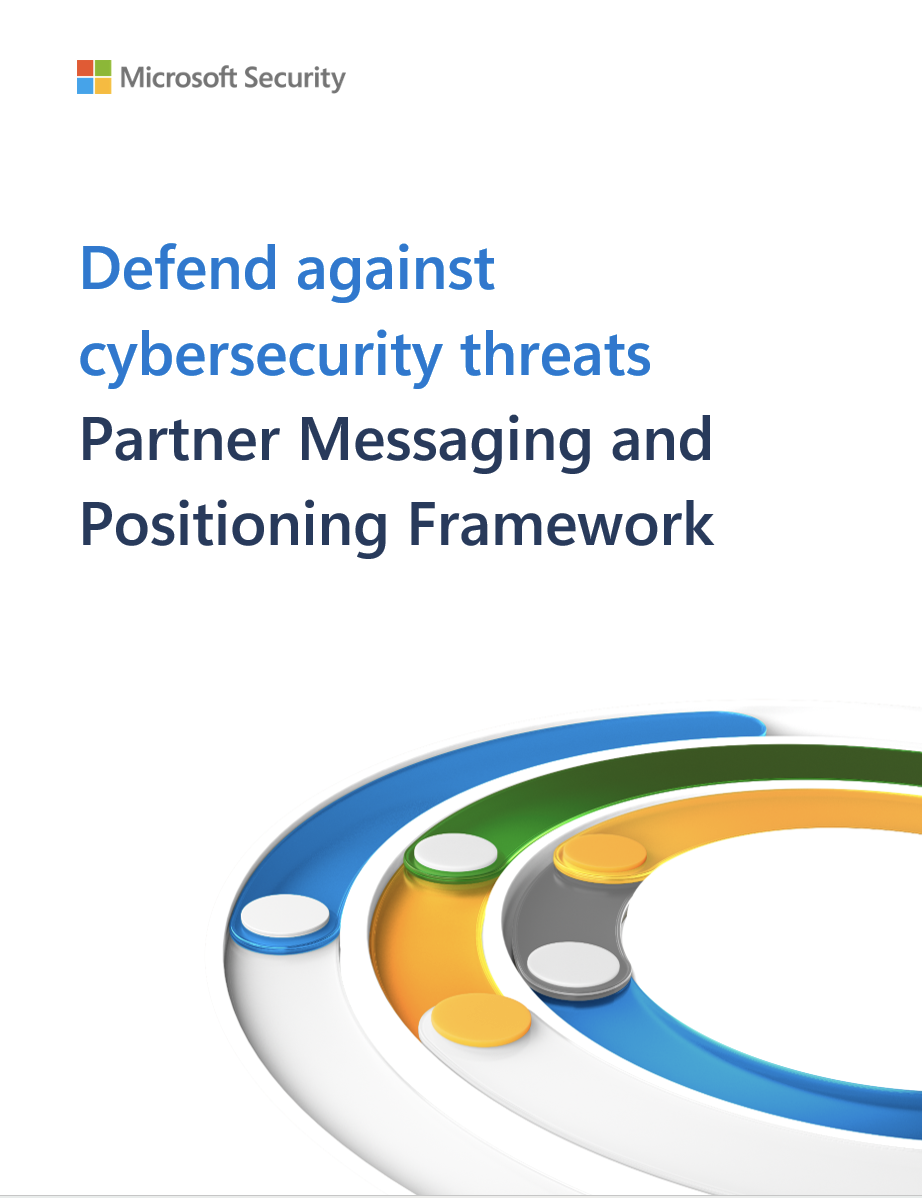 Microsoft Security
Defend against
cybersecurity threats
Partner Messaging and
Positioning Framework